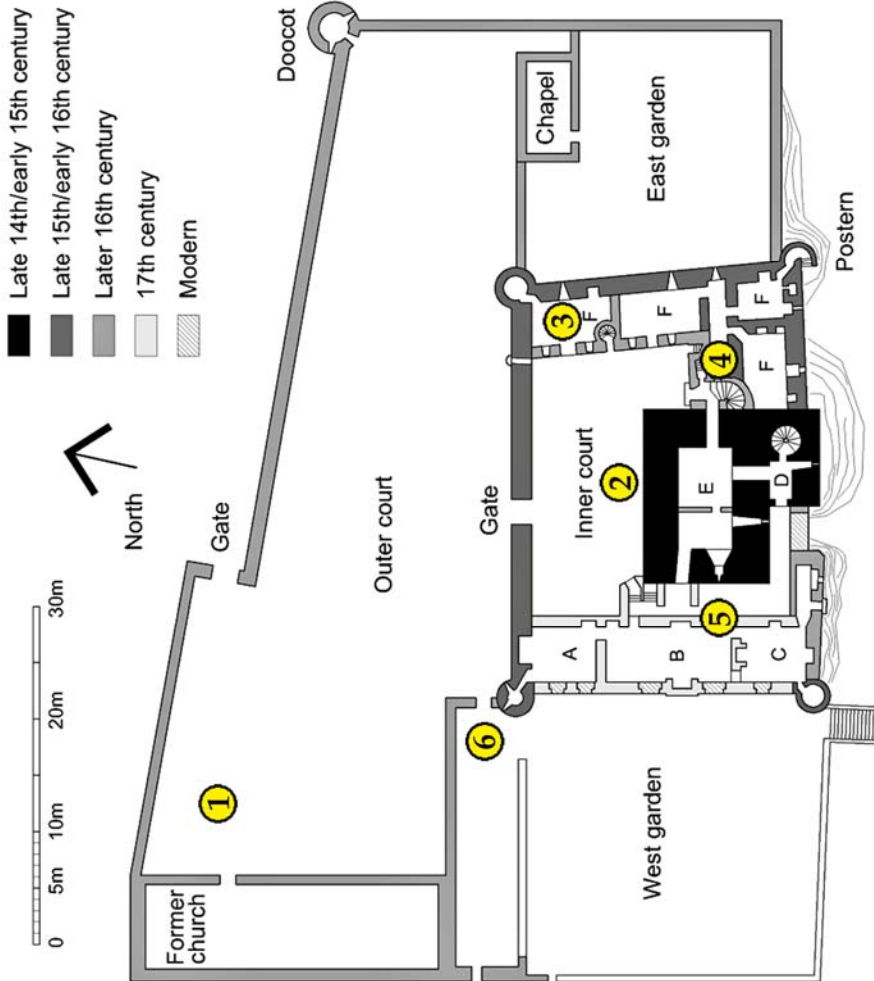 Late 14th/early 15th century
Late 15th/early 16th century
Later 16th century
17th century
Modern
North
0
5m
10m
20m
30m
Doocot
Gate
Outer court
Former
church
Chapel
East garden
Gate
Inner court
West garden
Postern
1
2
3
4
5
6
A
B
C
D
E
F
F
F
F